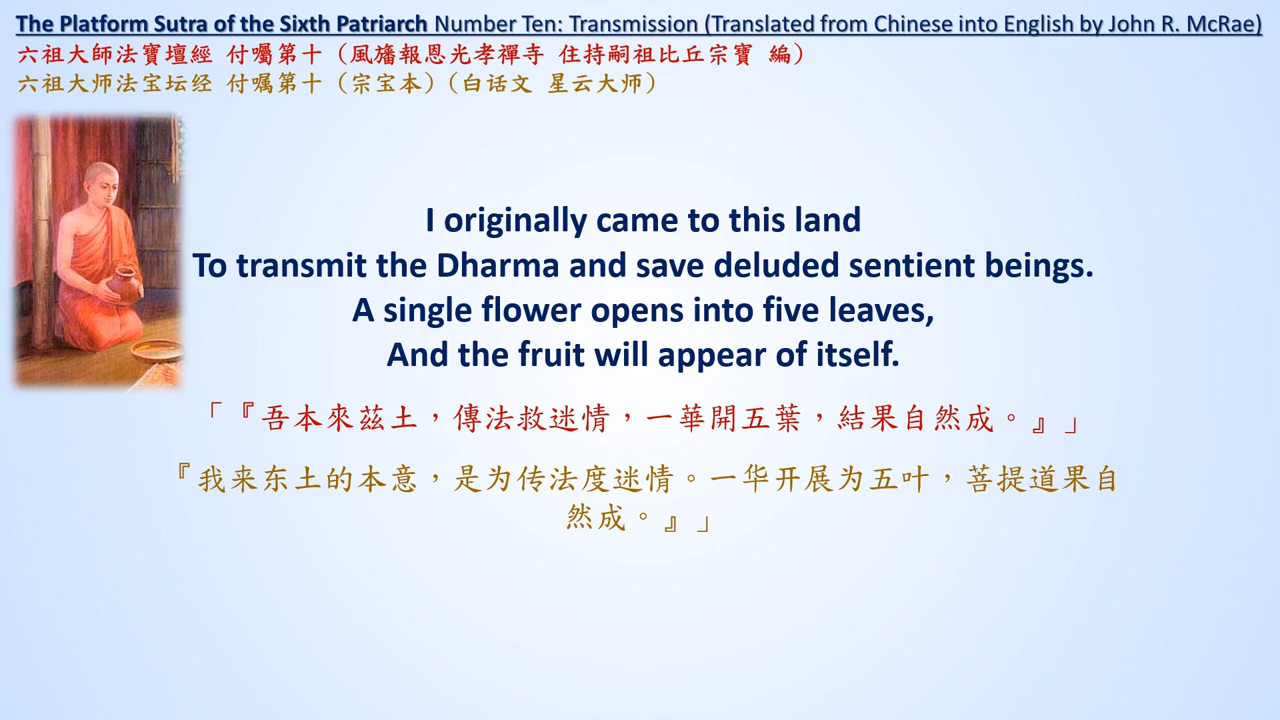 The Platform Sutra of the Sixth Patriarch Number Ten: Transmission (Translated from Chinese into English by John R. McRae)
六祖大師法寶壇經 付囑第十（風旛報恩光孝禪寺 住持嗣祖比丘宗寶 編）
六祖大师法宝坛经 付嘱第十（宗宝本）（白话文 星云大师）
I originally came to this land
To transmit the Dharma and save deluded sentient beings.
A single flower opens into five leaves,
And the fruit will appear of itself.
「『吾本來茲土，傳法救迷情，一華開五葉，結果自然成。』」
『我来东土的本意，是为传法度迷情。一华开展为五叶，菩提道果自
然成。』」